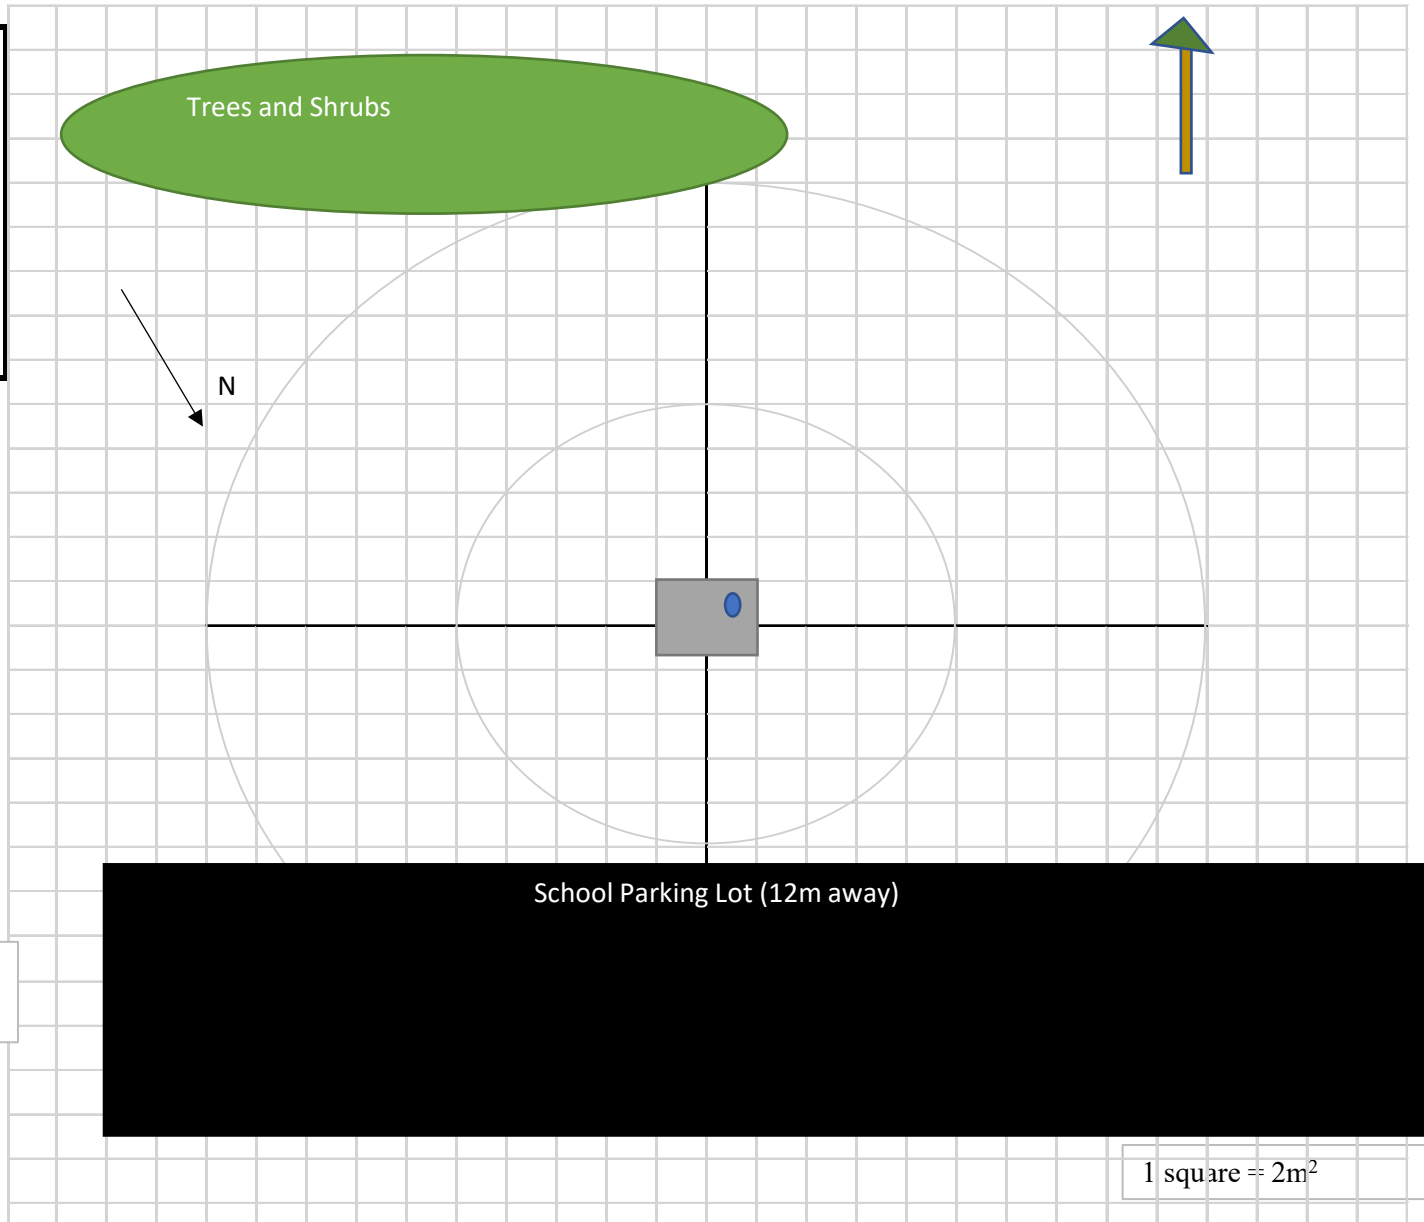 Trees and Shrubs
N
School Parking Lot (12m away)
1 square = 2m²